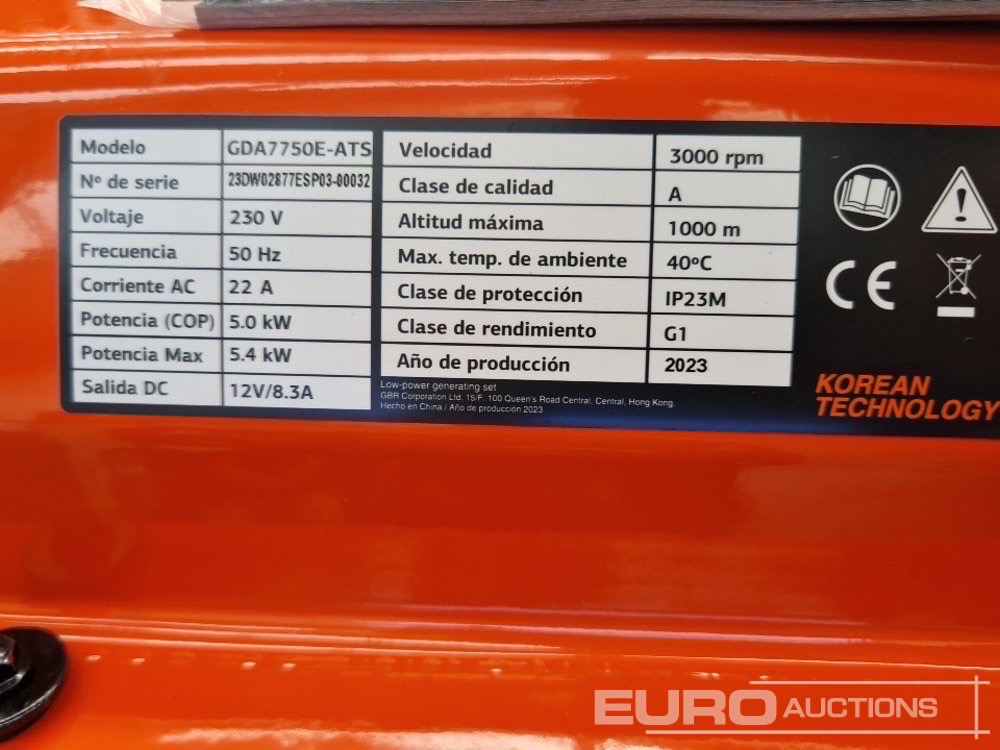 Modelo GDA7750E-ATS
Nº de serie 23DW02877ESP03-00032
Voltaje 230 V
Frecuencia 50 Hz
Corriente AC 22 A
Potencia (COP) 5.0 kW
Potencia Max 5.4 kW
Salida DC 12V/8.3A
Velocidad 3000 rpm
Clase de calidad A
Altitud máxima 1000 m
Max. temp. de ambiente 40ºC
Clase de protección IP23M
Clase de rendimiento G1
Año de producción 2023
Low-power generating set
GBR Corporation Ltd. 15/F. 100 Queen's Road Central, Central, Hong Kong.
Hecho en China / Año de producción 2023
CE
KOREAN
TECHNOLOGY
EURO AUCTIONS